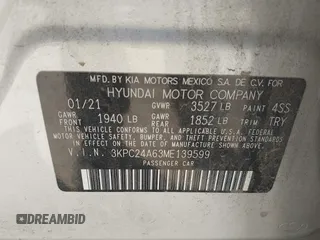 MFD. BY KIA MOTORS MEXICO S.A. DE C.V. FOR
HYUNDAI MOTOR COMPANY
01/21 GVWR 3527 LB PAINT 4SS
GAWR FRONT 1940 LB GAWR REAR 1852 LB TRIM TRY
THIS VEHICLE CONFORMS TO ALL APPLICABLE
U.S. FEDERAL MOTOR VEHICLE SAFETY, BUMPER, AND
THEFT PREVENTION STANDARDS IN EFFECT ON THE DATE OF
MANUFACTURE SHOWN ABOVE.
V.I.N. 3KPC24A63ME139599
PASSENGER CAR
DREAMBID